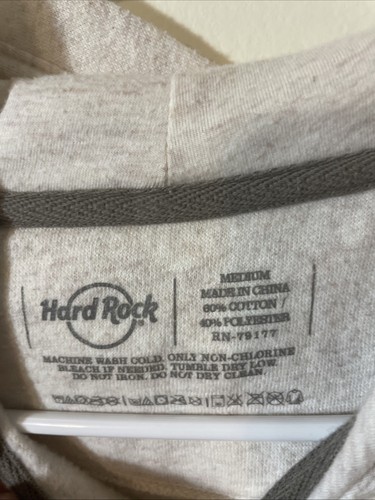 Hard Rock
MEDIUM
MADE IN CHINA
60% COTTON /
40% POLYESTER
RN-79177
MACHINE WASH COLD. ONLY NON-CHLORINE
BLEACH IF NEEDED. TUMBLE DRY LOW.
DO NOT IRON. DO NOT DRY CLEAN.